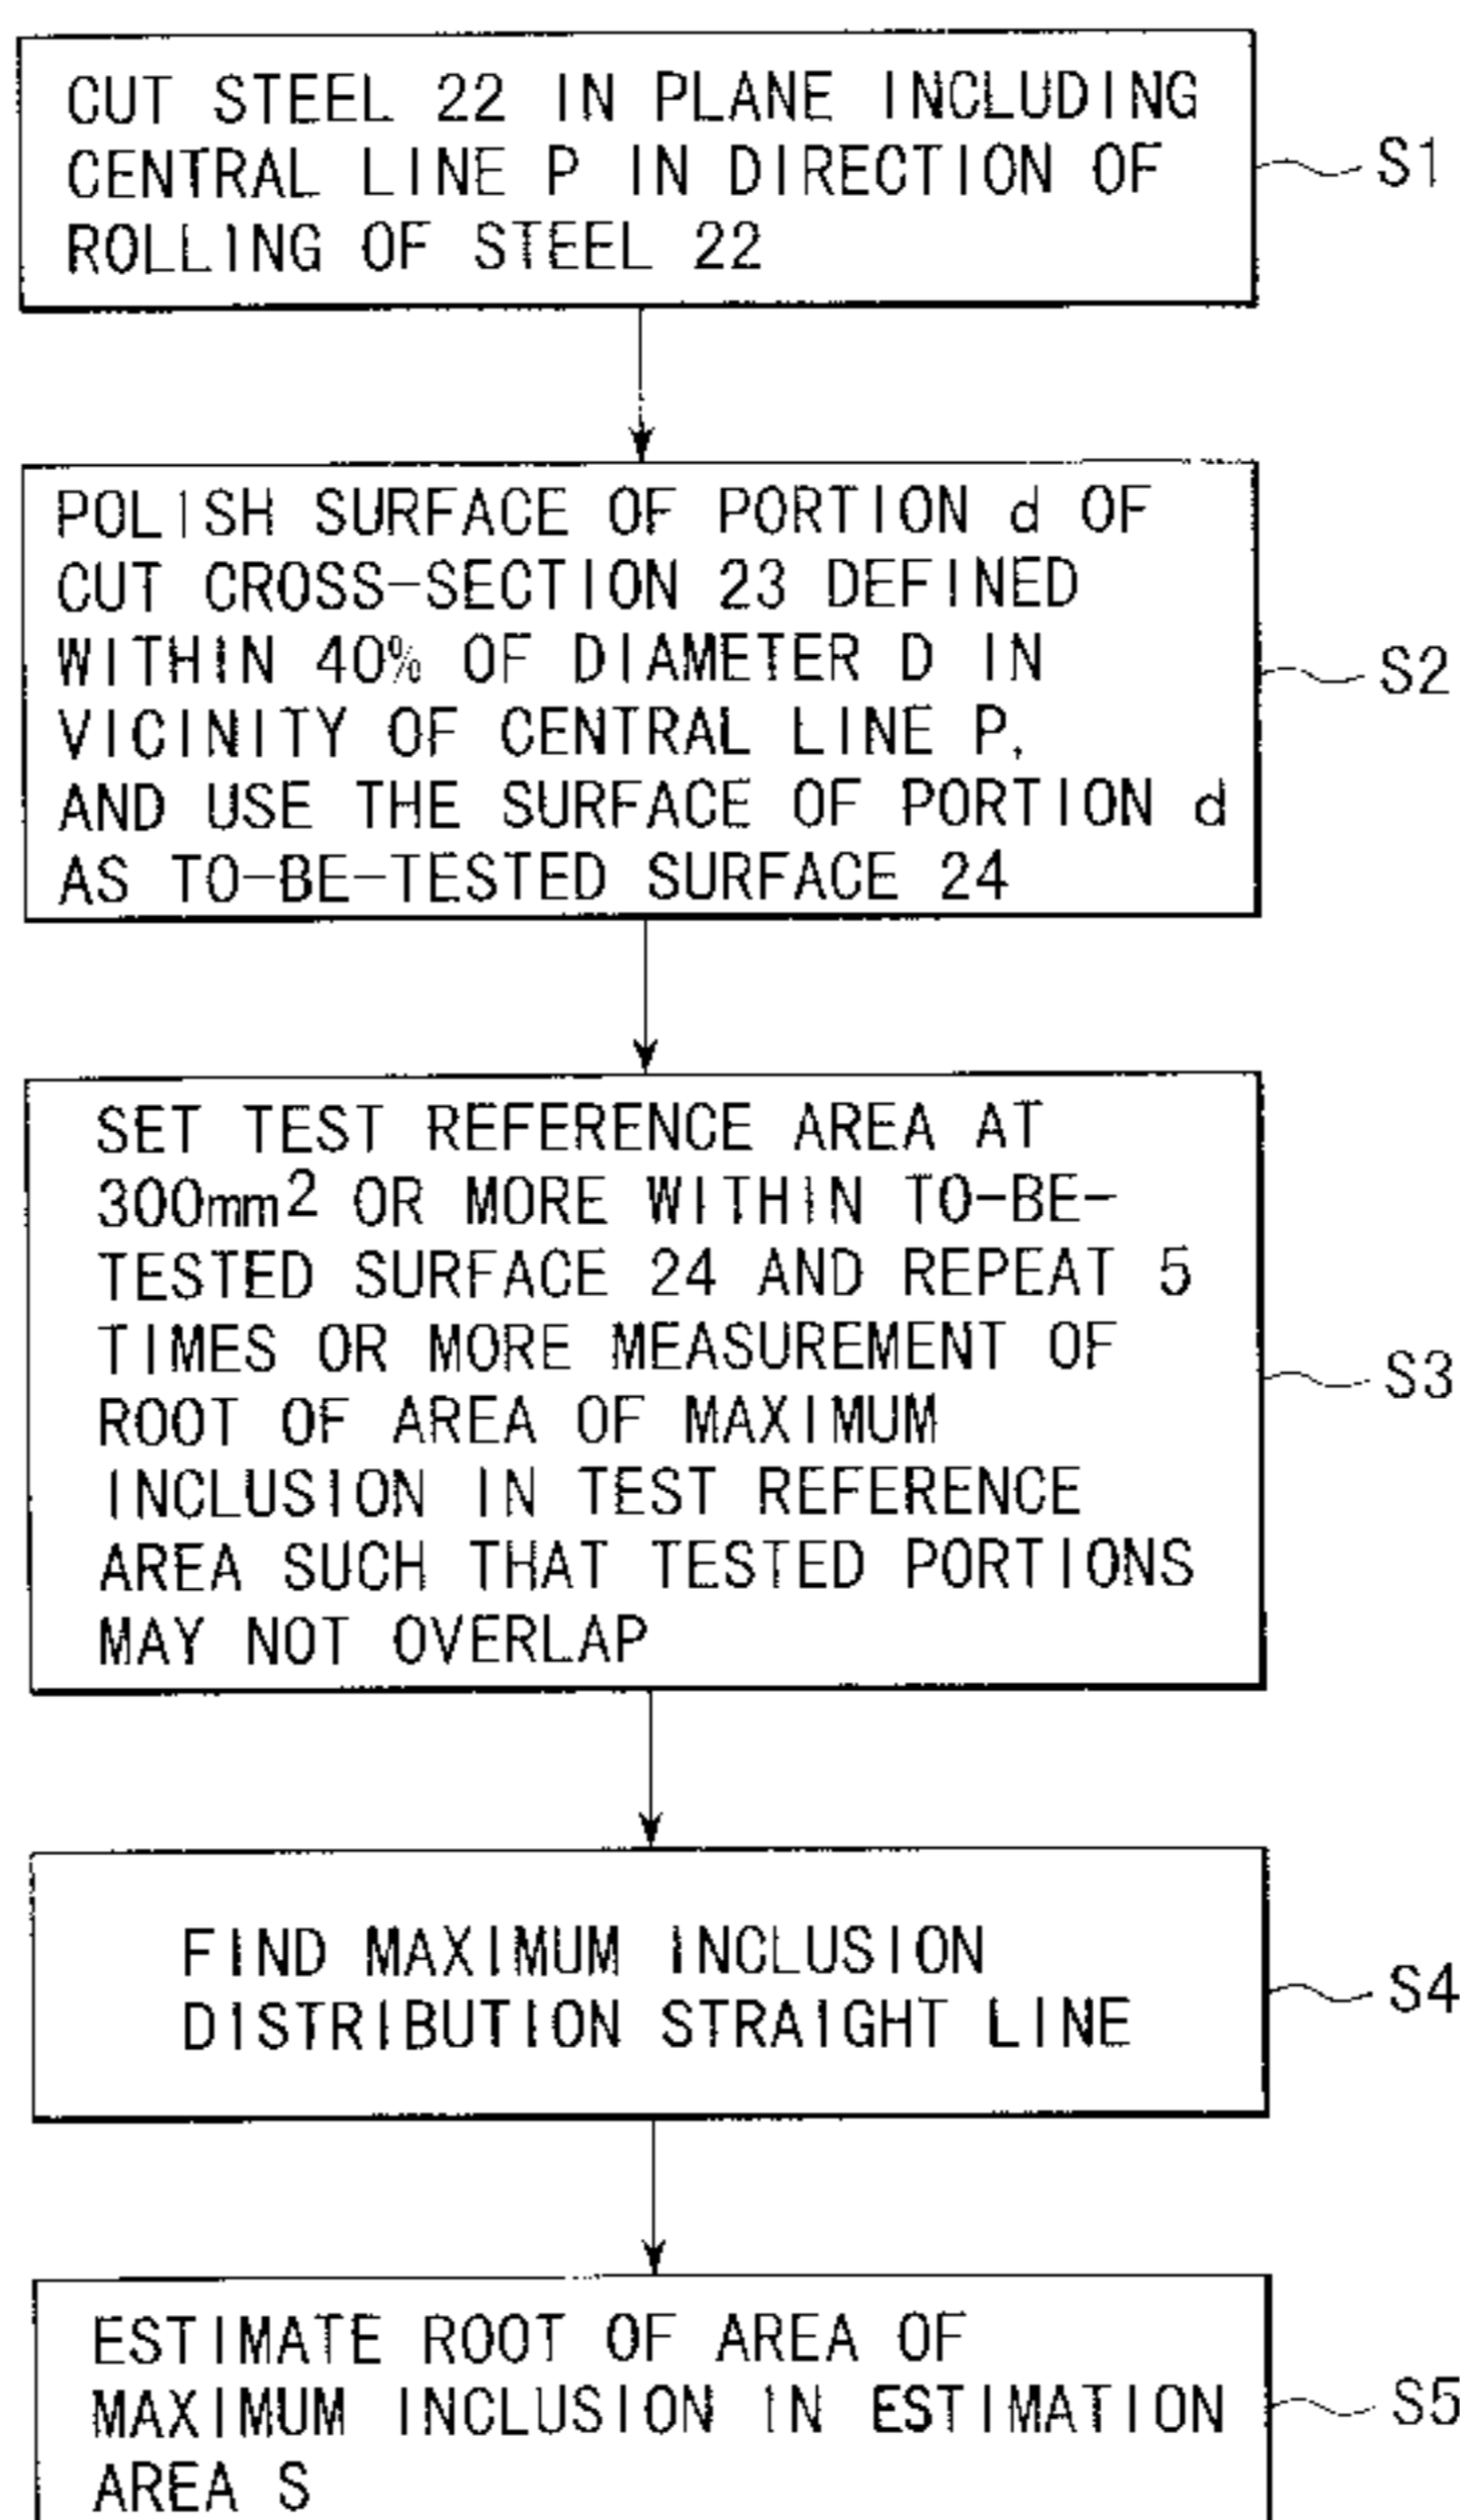 CUT STEEL 22 IN PLANE INCLUDING
CENTRAL LINE P IN DIRECTION OF
ROLLING OF STEEL 22
S1
POLISH SURFACE OF PORTION d OF
CUT CROSS-SECTION 23 DEFINED
WITHIN 40% OF DIAMETER D IN
VICINITY OF CENTRAL LINE P,
AND USE THE SURFACE OF PORTION d
AS TO-BE-TESTED SURFACE 24
S2
SET TEST REFERENCE AREA AT
300mm2 OR MORE WITHIN TO-BE-
TESTED SURFACE 24 AND REPEAT 5
TIMES OR MORE MEASUREMENT OF
ROOT OF AREA OF MAXIMUM
INCLUSION IN TEST REFERENCE
AREA SUCH THAT TESTED PORTIONS
MAY NOT OVERLAP
S3
FIND MAXIMUM INCLUSION
DISTRIBUTION STRAIGHT LINE
S4
ESTIMATE ROOT OF AREA OF
MAXIMUM INCLUSION IN ESTIMATION
AREA S
S5